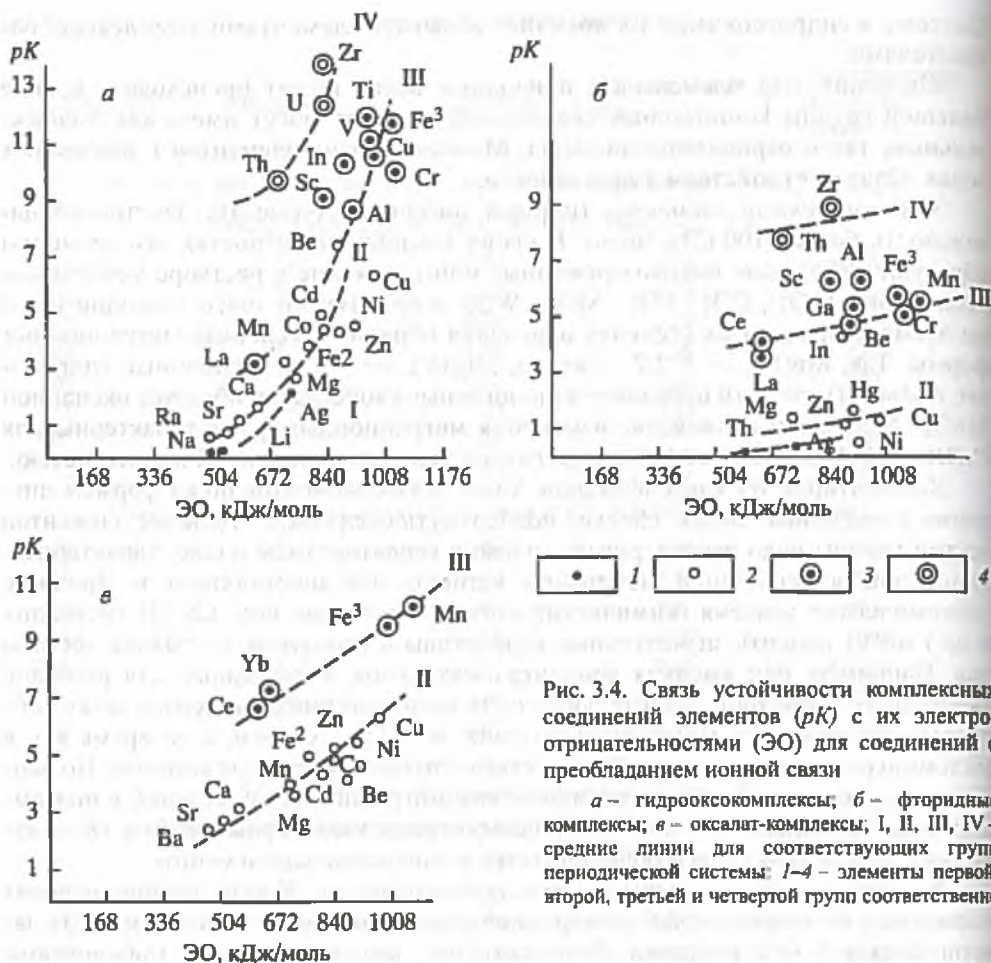 IV
pK
а
Zr
III
13
U
Ti
V
Fe³
11
In
Cu
Th
Cr
9
Sc
Al
Be
II
7
Cu
Cd
Ni
5
Mn
Co
La
Fe2
Zn
3
Ca
Mg
Ra
Sr
Ag
I
1
Na
Li
168 336 504 672 840 1008 1176
ЭО, кДж/моль
pK
б
11
Zr
9
IV
Th
7
Al
Fe³
Sc
Mn
III
5
Ga
Ce
Cr
Be
In
3
La
Hg
Mg
Zn
II
1
Th
Cu
Ag
Ni
168 336 504 672 840 1008
ЭО, кДж/моль
1 2 3 4
pK
в
III
11
Fe³
Mn
9
Yb
II
7
Ce
Zn
Cu
5
Fe²
Ni
Mn
Ca
Cd
Be
3
Sr
Mg
Ba
1
168 336 504 672 840 1008
ЭО, кДж/моль
Рис. 3.4. Связь устойчивости комплексных
соединений элементов (pK) с их электро-
отрицательностями (ЭО) для соединений с
преобладанием ионной связи
а – гидрооксокомплексы; б – фторидные
комплексы; в – оксалат-комплексы; I, II, III, IV –
средние линии для соответствующих групп
периодической системы; 1–4 – элементы первой,
второй, третьей и четвертой групп соответственно